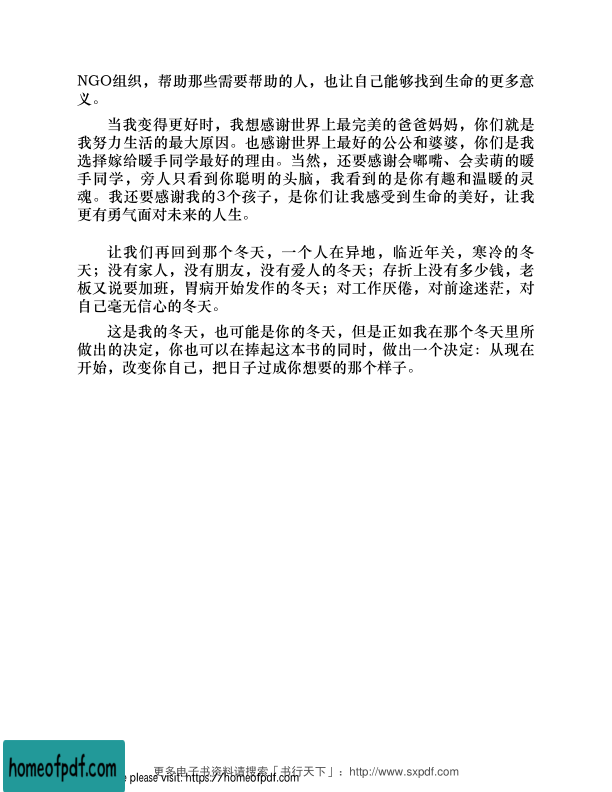 NGO组织，帮助那些需要帮助的人，也让自己能够找到生命的更多意
义。
当我变得更好时，我想感谢世界上最完美的爸爸妈妈，你们就是
我努力生活的最大原因。也感谢世界上最好的公公和婆婆，你们是我
选择嫁给暖手同学最好的理由。当然，还要感谢会嘟嘴、会卖萌的暖
手同学，旁人只看到你聪明的头脑，我看到的是你有趣和温暖的灵
魂。我还要感谢我的3个孩子，是你们让我感受到生命的美好，让我
更有勇气面对未来的人生。
让我们再回到那个冬天，一个人在异地，临近年关，寒冷的冬
天；没有家人，没有朋友，没有爱人的冬天；存折上没有多少钱，老
板又说要加班，胃病开始发作的冬天；对工作厌倦，对前途迷茫，对
自己毫无信心的冬天。
这是我的冬天，也可能是你的冬天，但是正如我在那个冬天里所
做出的决定，你也可以在捧起这本书的同时，做出一个决定：从现在
开始，改变你自己，把日子过成你想要的那个样子。
homeofpdf.com
更多电子书资料请搜索「书行天下」：http://www.sxpdf.com
please visit: https://homeofpdf.com